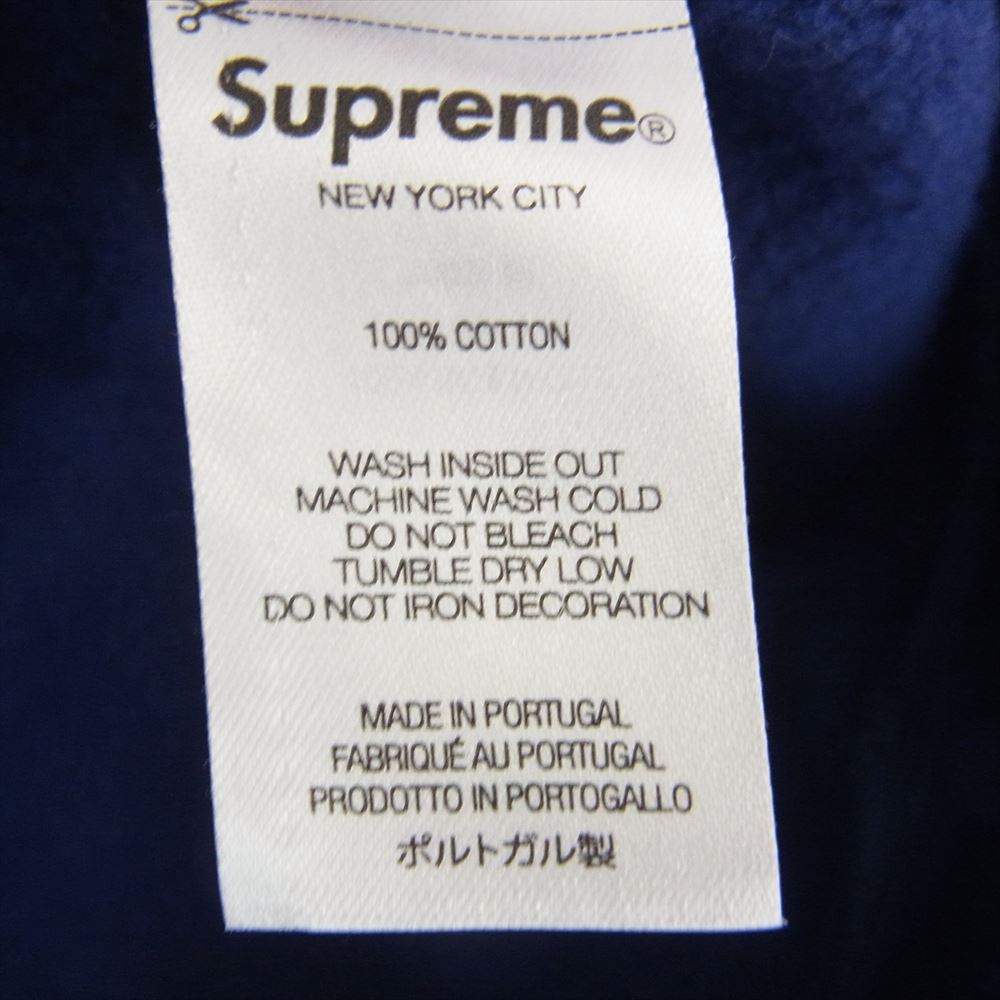 Supreme®
NEW YORK CITY
100% COTTON
WASH INSIDE OUT
MACHINE WASH COLD
DO NOT BLEACH
TUMBLE DRY LOW
DO NOT IRON DECORATION
MADE IN PORTUGAL
FABRIQUÉ AU PORTUGAL
PRODOTTO IN PORTOGALLO
ポルトガル製